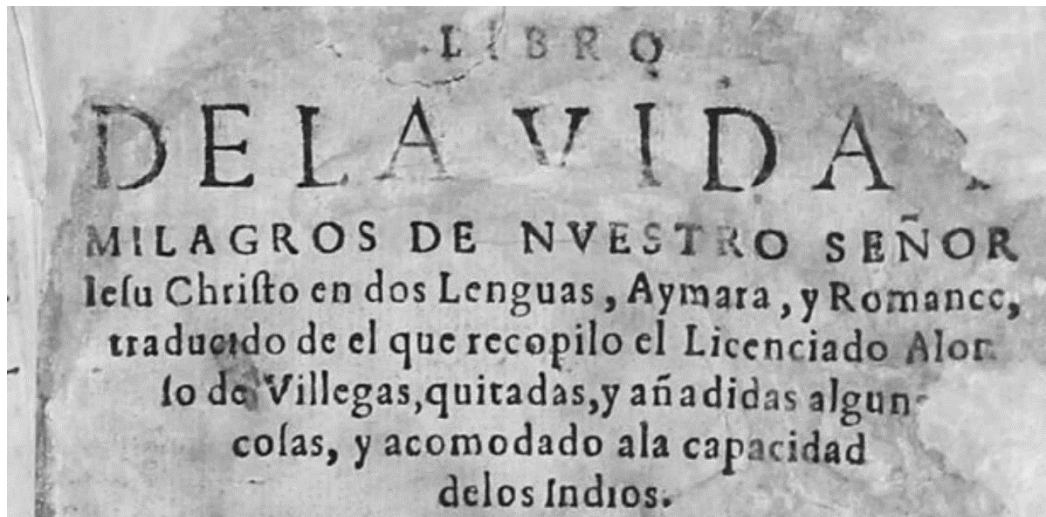 LIBRO
DE LA VIDA
MILAGROS DE NVESTRO SEÑOR
Ieſu Chriſto en dos Lenguas, Aymara, y Romance,
traducido de el que recopilo el Licenciado Alon
ſo de Villegas, quitadas, y añadidas algun
coſas, y acomodado ala capacidad
delos Indios.